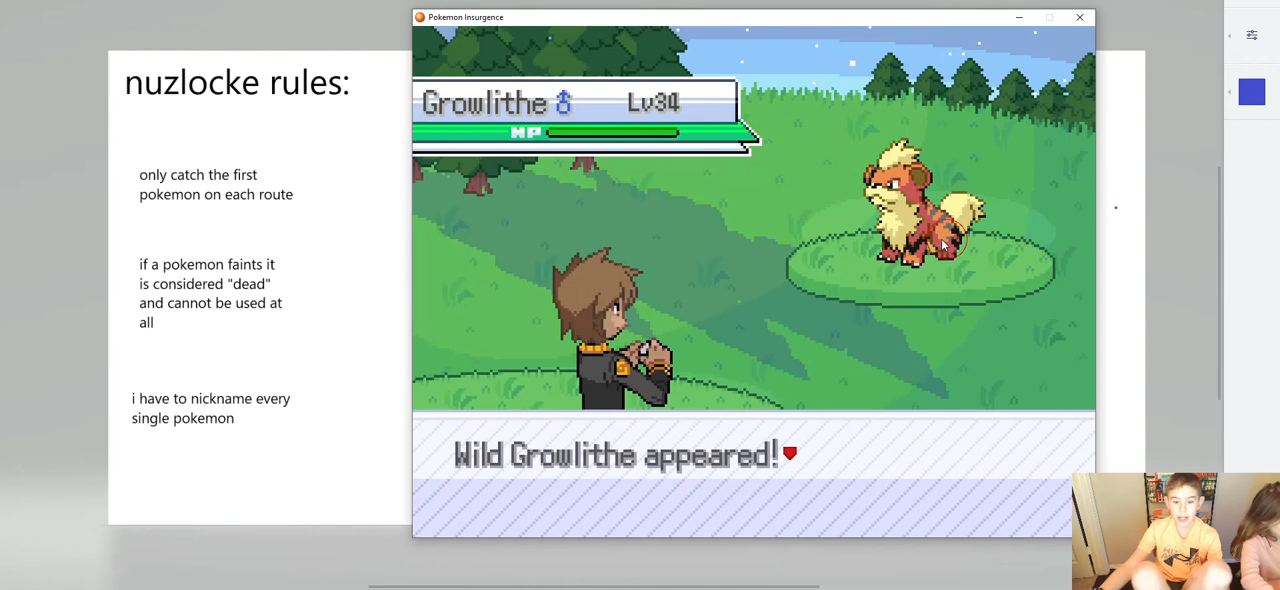 Pokemon Insurgence
nuzlocke rules:
only catch the first
pokemon on each route
if a pokemon faints it
is considered "dead"
and cannot be used at
all
i have to nickname every
single pokemon
Growlithe♂ Lv34
HP
Wild Growlithe appeared!